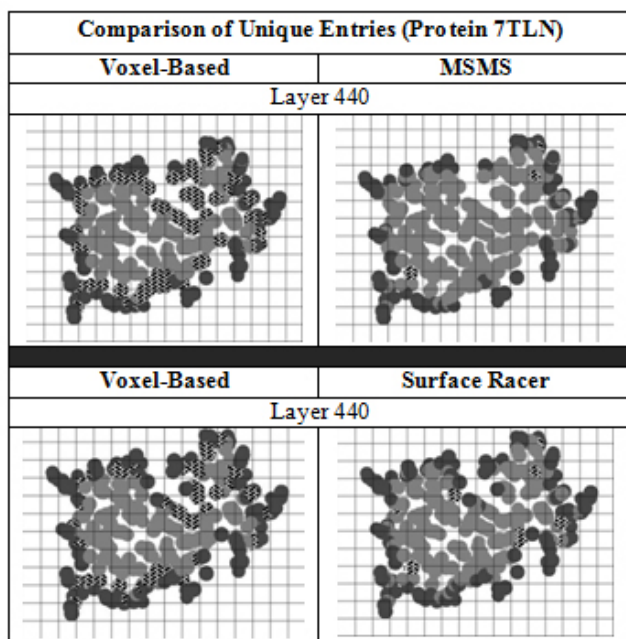 Comparison of Unique Entries (Protein 7TLN)
Voxel-Based MSMS
Layer 440
Voxel-Based Surface Racer
Layer 440